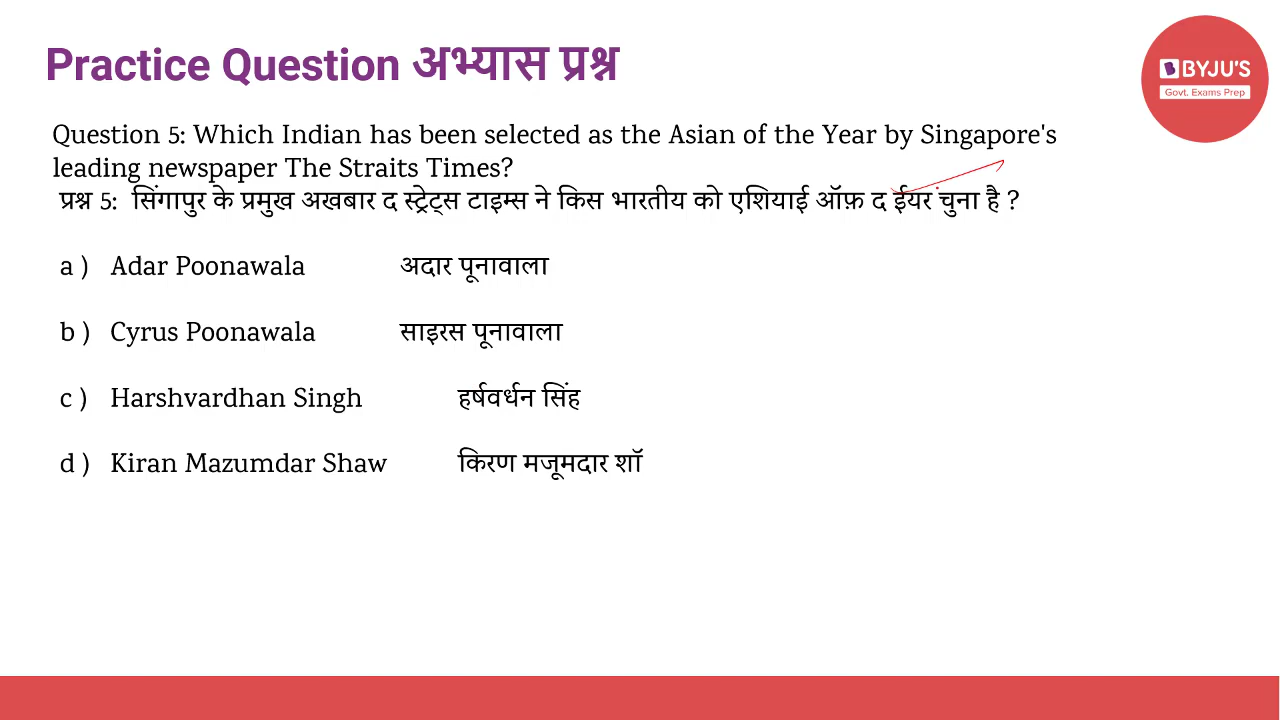 Practice Question अभ्यास प्रश्न
BYJU'S
Govt. Exams Prep
Question 5: Which Indian has been selected as the Asian of the Year by Singapore's
leading newspaper The Straits Times?
प्रश्न 5: सिंगापुर के प्रमुख अखबार द स्ट्रेट्स टाइम्स ने किस भारतीय को एशियाई ऑफ़ द ईयर चुना है ?
a ) Adar Poonawala अदार पूनावाला
b ) Cyrus Poonawala साइरस पूनावाला
c ) Harshvardhan Singh हर्षवर्धन सिंह
d ) Kiran Mazumdar Shaw किरण मजूमदार शॉ